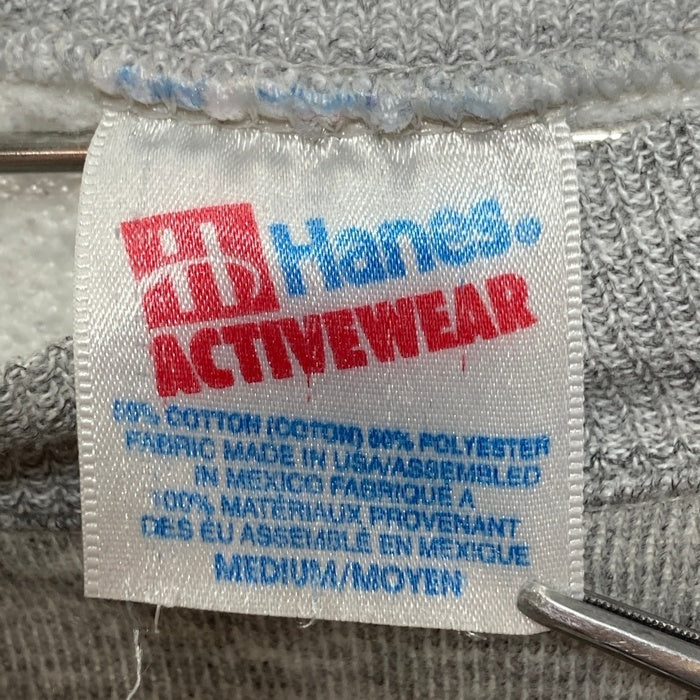 Hanes®
ACTIVEWEAR
50% COTTON (COTON) 50% POLYESTER
FABRIC MADE IN USA/ASSEMBLED
IN MEXICO FABRIQUÉ A
100% MATÉRIAUX PROVENANT
DES ÉU ASSEMBLÉ EN MEXIQUE
MEDIUM/MOYEN